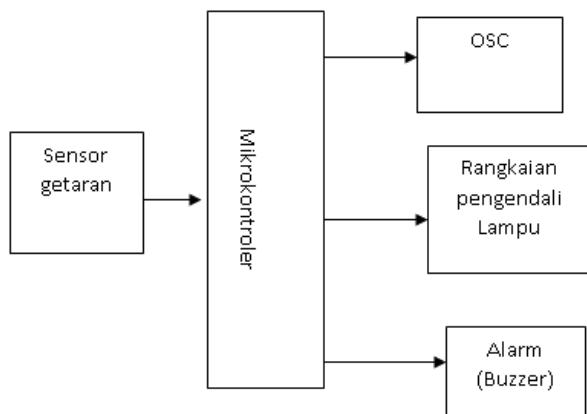 Sensor
getaran
Mikrokontroler
OSC
Rangkaian
pengendali
Lampu
Alarm
(Buzzer)